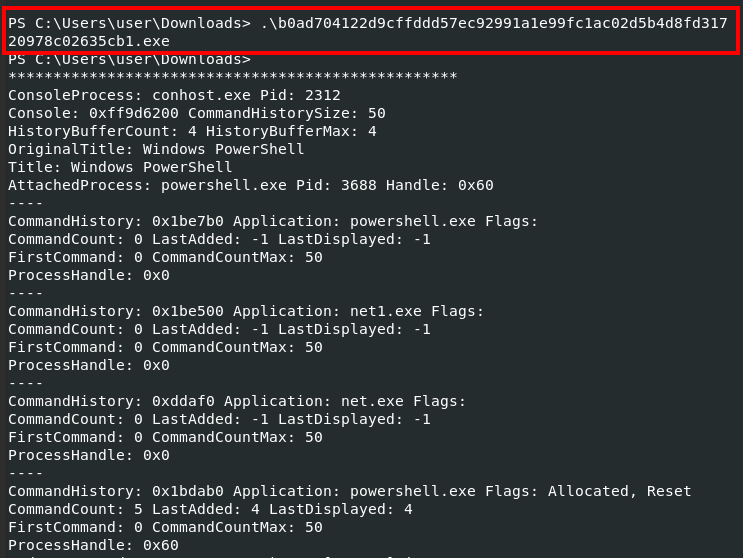 PS C:\Users\user\Downloads> .\b0ad704122d9cffddd57ec92991a1e99fc1ac02d5b4d8fd317
20978c02635cb1.exe
PS C:\Users\user\Downloads>
**************************************************
ConsoleProcess: conhost.exe Pid: 2312
Console: 0xff9d6200 CommandHistorySize: 50
HistoryBufferCount: 4 HistoryBufferMax: 4
OriginalTitle: Windows PowerShell
Title: Windows PowerShell
AttachedProcess: powershell.exe Pid: 3688 Handle: 0x60
----
CommandHistory: 0x1be7b0 Application: powershell.exe Flags:
CommandCount: 0 LastAdded: -1 LastDisplayed: -1
FirstCommand: 0 CommandCountMax: 50
ProcessHandle: 0x0
----
CommandHistory: 0x1be500 Application: net1.exe Flags:
CommandCount: 0 LastAdded: -1 LastDisplayed: -1
FirstCommand: 0 CommandCountMax: 50
ProcessHandle: 0x0
----
CommandHistory: 0xddaf0 Application: net.exe Flags:
CommandCount: 0 LastAdded: -1 LastDisplayed: -1
FirstCommand: 0 CommandCountMax: 50
ProcessHandle: 0x0
----
CommandHistory: 0x1bdab0 Application: powershell.exe Flags: Allocated, Reset
CommandCount: 5 LastAdded: 4 LastDisplayed: 4
FirstCommand: 0 CommandCountMax: 50
ProcessHandle: 0x60